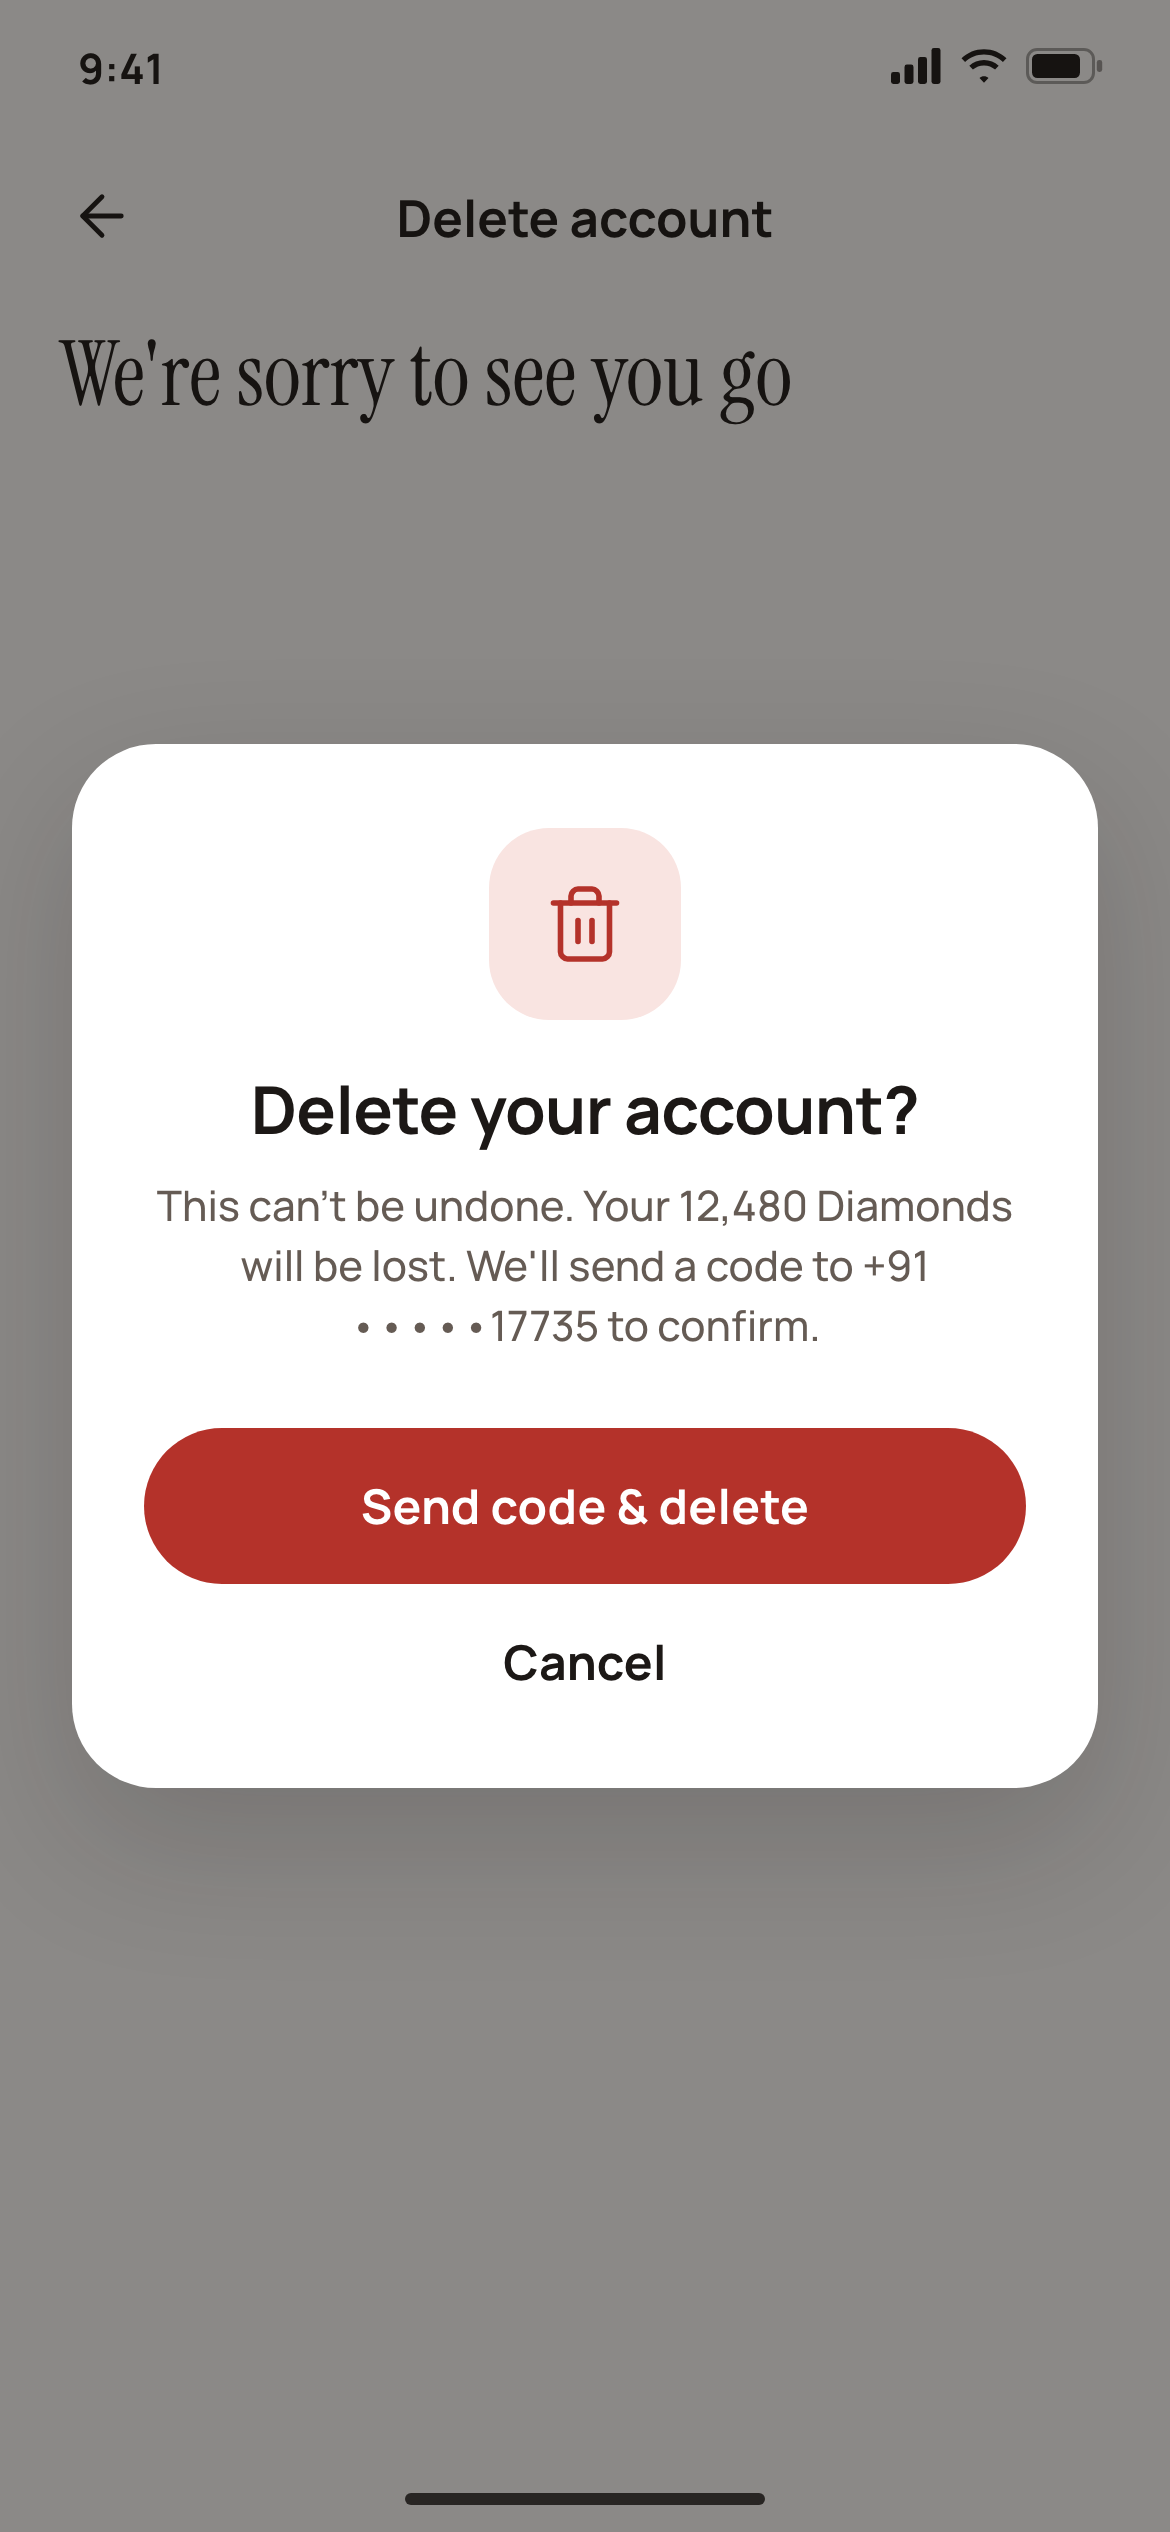 9:41
Delete account
We're sorry to see you go
Delete your account?
This can’t be undone. Your 12,480 Diamonds
will be lost. We'll send a code to +91
•••••17735 to confirm.
Send code & delete
Cancel